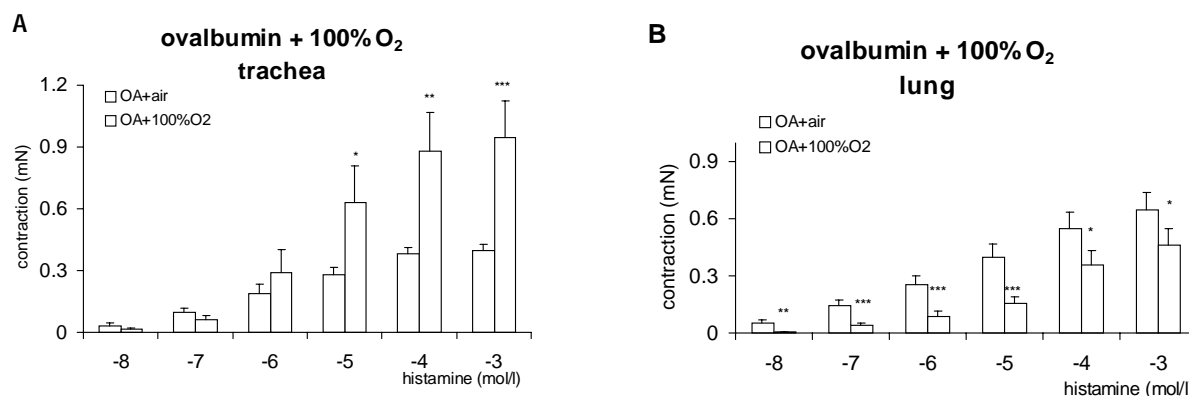 A
ovalbumin + 100% O₂
trachea
1.2
0.9
0.6
0.3
0
contraction (mN)
OA+air
OA+100%O2
*
**
***
-8 -7 -6 -5 -4 -3
histamine (mol/l)
B
ovalbumin + 100% O₂
lung
0.9
0.6
0.3
0
contraction (mN)
OA+air
OA+100%O2
** *** *** *** * *
-8 -7 -6 -5 -4 -3
histamine (mol/l